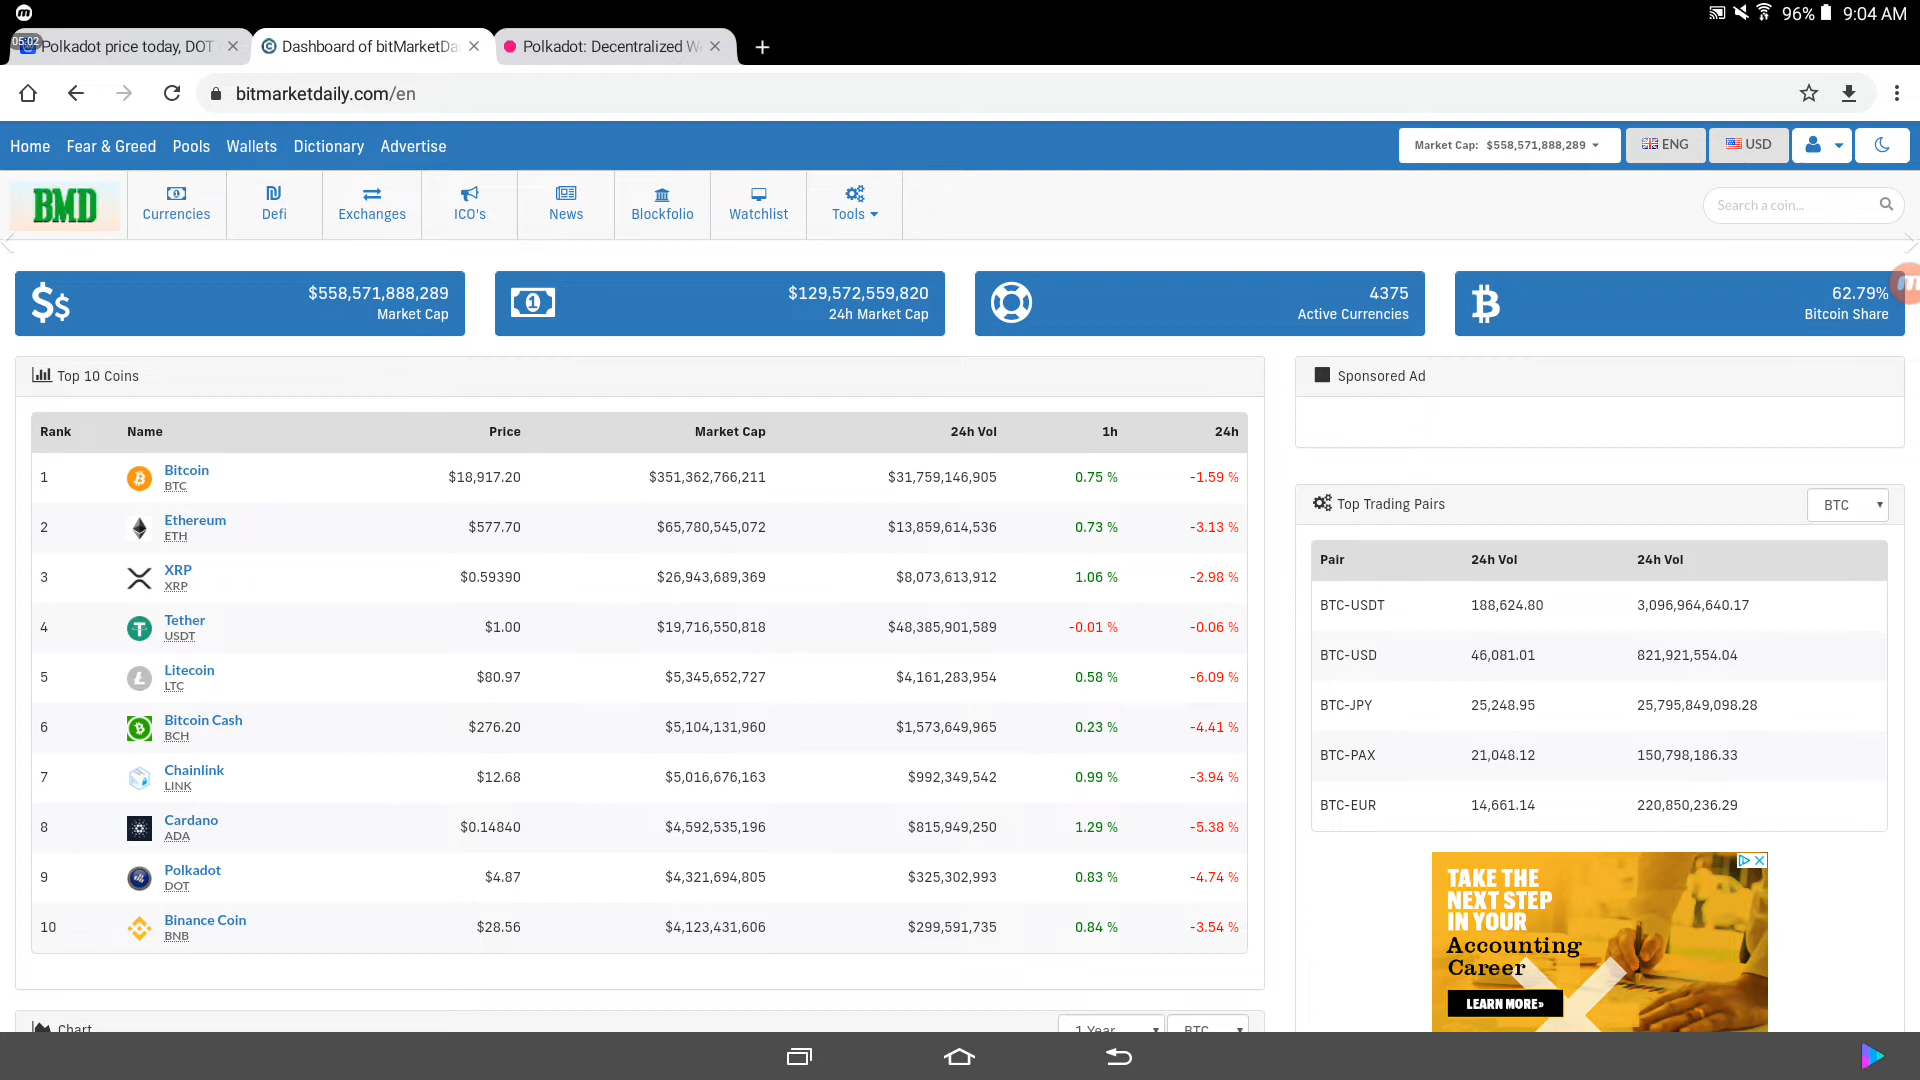 96% 9:04 AM
05:02 Polkadot price today, DOT
Dashboard of bitMarketDa
Polkadot: Decentralized W
bitmarketdaily.com/en
Home Fear & Greed Pools Wallets Dictionary Advertise
Market Cap: $558,571,888,289
ENG
USD
BMD
Currencies Defi Exchanges ICO's News Blockfolio Watchlist Tools
Search a coin...
$558,571,888,289
Market Cap
$129,572,559,820
24h Market Cap
4375
Active Currencies
62.79%
Bitcoin Share
Top 10 Coins
Rank Name Price Market Cap 24h Vol 1h 24h
1 Bitcoin BTC $18,917.20 $351,362,766,211 $31,759,146,905 0.75 % -1.59 %
2 Ethereum ETH $577.70 $65,780,545,072 $13,859,614,536 0.73 % -3.13 %
3 XRP XRP $0.59390 $26,943,689,369 $8,073,613,912 1.06 % -2.98 %
4 Tether USDT $1.00 $19,716,550,818 $48,385,901,589 -0.01 % -0.06 %
5 Litecoin LTC $80.97 $5,345,652,727 $4,161,283,954 0.58 % -6.09 %
6 Bitcoin Cash BCH $276.20 $5,104,131,960 $1,573,649,965 0.23 % -4.41 %
7 Chainlink LINK $12.68 $5,016,676,163 $992,349,542 0.99 % -3.94 %
8 Cardano ADA $0.14840 $4,592,535,196 $815,949,250 1.29 % -5.38 %
9 Polkadot DOT $4.87 $4,321,694,805 $325,302,993 0.83 % -4.74 %
10 Binance Coin BNB $28.56 $4,123,431,606 $299,591,735 0.84 % -3.54 %
Chart 1 Year BTC
Sponsored Ad
Top Trading Pairs BTC
Pair 24h Vol 24h Vol
BTC-USDT 188,624.80 3,096,964,640.17
BTC-USD 46,081.01 821,921,554.04
BTC-JPY 25,248.95 25,795,849,098.28
BTC-PAX 21,048.12 150,798,186.33
BTC-EUR 14,661.14 220,850,236.29
TAKE THE
NEXT STEP
IN YOUR
Accounting
Career
LEARN MORE»